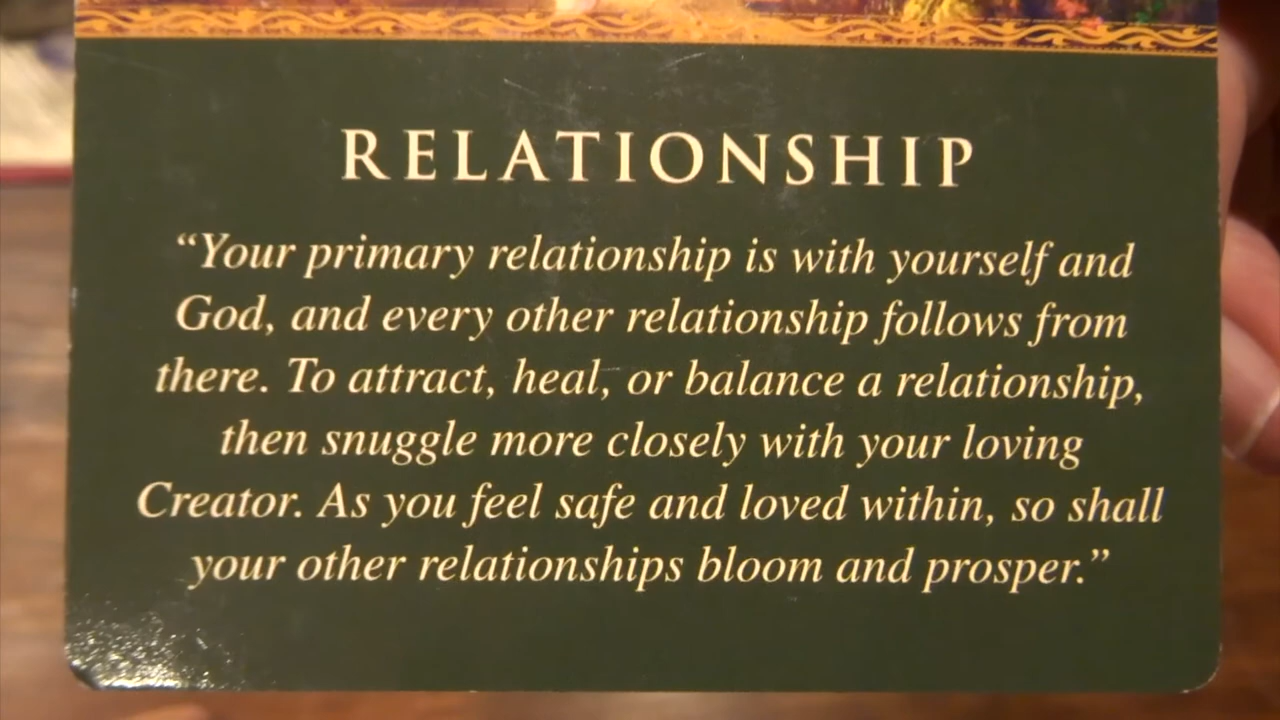 RELATIONSHIP
“Your primary relationship is with yourself and
God, and every other relationship follows from
there. To attract, heal, or balance a relationship,
then snuggle more closely with your loving
Creator. As you feel safe and loved within, so shall
your other relationships bloom and prosper.”